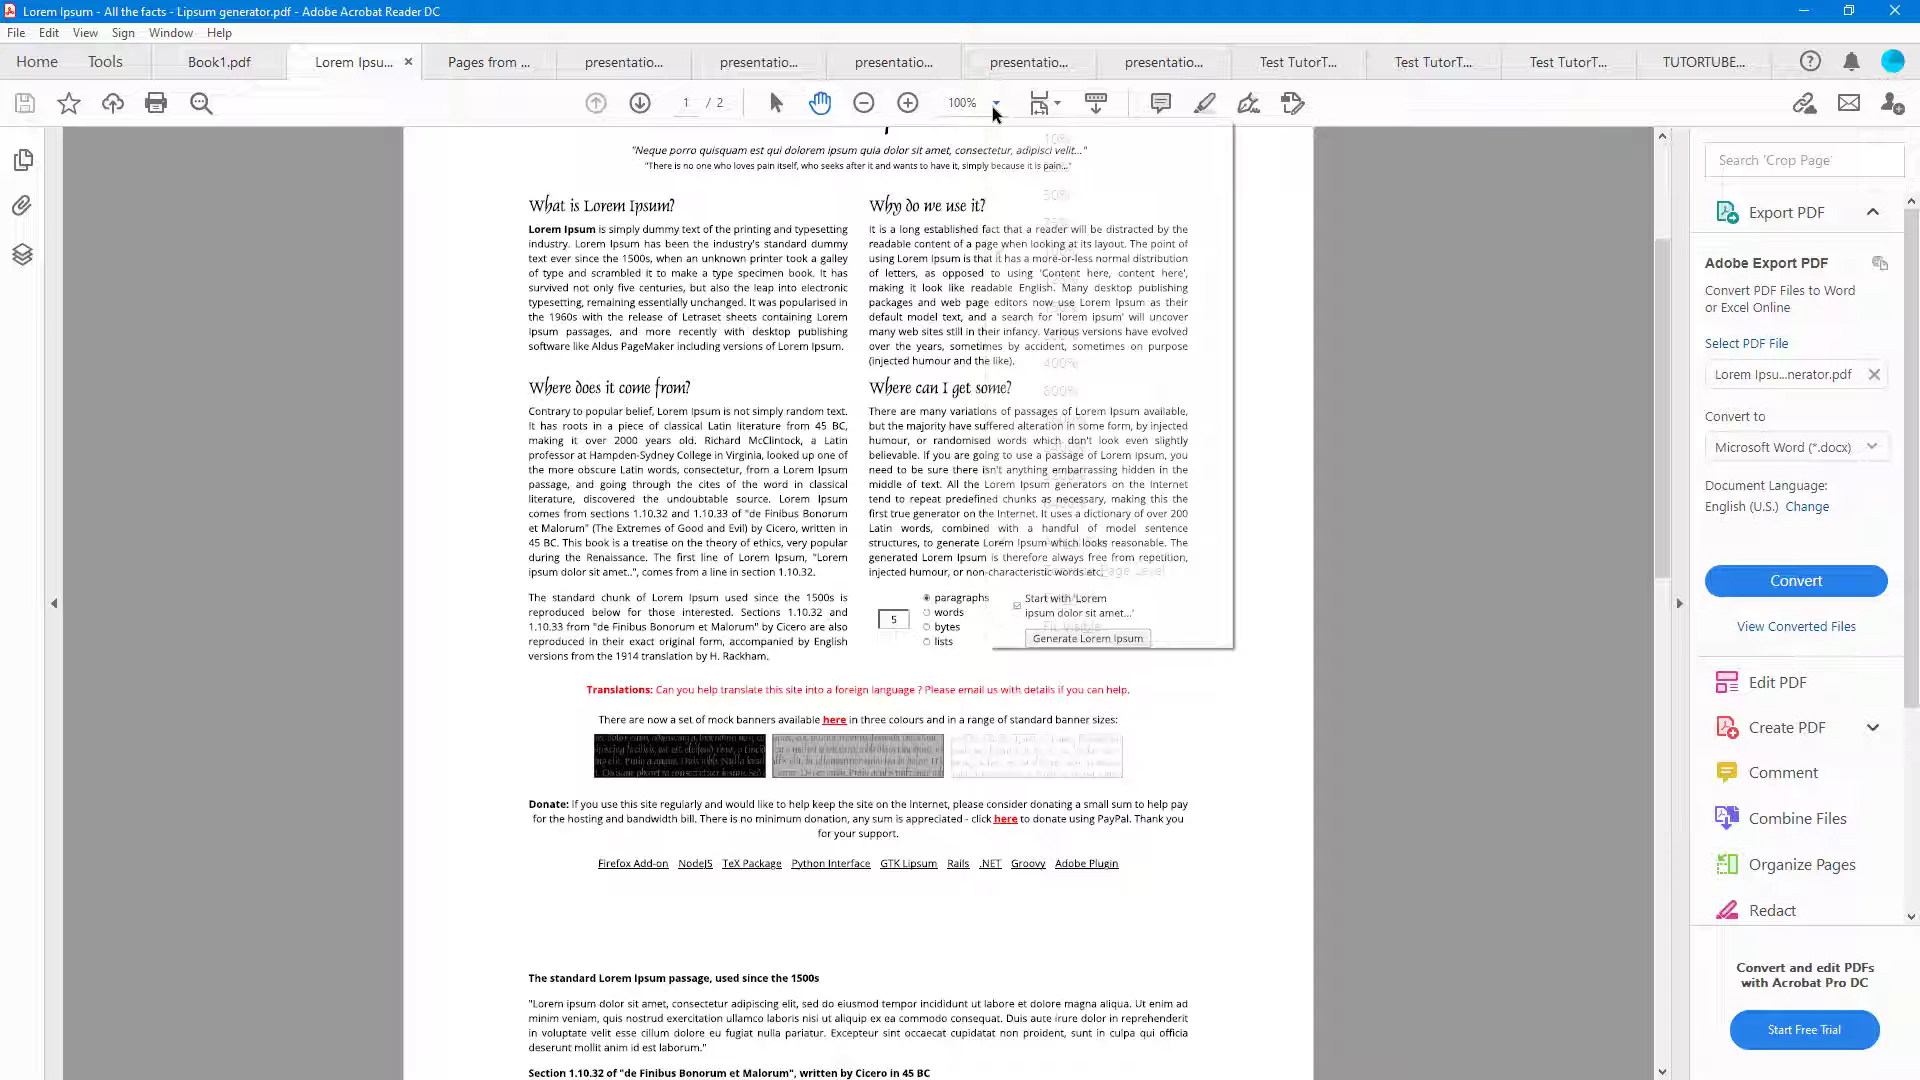 Lorem Ipsum - All the facts - Lipsum generator.pdf - Adobe Acrobat Reader DC
File Edit View Sign Window Help
Home Tools Book1.pdf Lorem Ipsu... Pages from ... presentatio... presentatio... presentatio... presentatio... presentatio... Test TutorT... Test TutorT... Test TutorT... TUTORTUBE...
1 / 2 100%
"Neque porro quisquam est qui dolorem ipsum quia dolor sit amet, consectetur, adipisci velit..."
"There is no one who loves pain itself, who seeks after it and wants to have it, simply because it is pain..."
What is Lorem Ipsum?
Lorem Ipsum is simply dummy text of the printing and typesetting
industry. Lorem Ipsum has been the industry's standard dummy
text ever since the 1500s, when an unknown printer took a galley
of type and scrambled it to make a type specimen book. It has
survived not only five centuries, but also the leap into electronic
typesetting, remaining essentially unchanged. It was popularised in
the 1960s with the release of Letraset sheets containing Lorem
Ipsum passages, and more recently with desktop publishing
software like Aldus PageMaker including versions of Lorem Ipsum.
Why do we use it?
It is a long established fact that a reader will be distracted by the
readable content of a page when looking at its layout. The point of
using Lorem Ipsum is that it has a more-or-less normal distribution
of letters, as opposed to using 'Content here, content here',
making it look like readable English. Many desktop publishing
packages and web page editors now use Lorem Ipsum as their
default model text, and a search for 'lorem ipsum' will uncover
many web sites still in their infancy. Various versions have evolved
over the years, sometimes by accident, sometimes on purpose
(injected humour and the like).
Where does it come from?
Contrary to popular belief, Lorem Ipsum is not simply random text.
It has roots in a piece of classical Latin literature from 45 BC,
making it over 2000 years old. Richard McClintock, a Latin
professor at Hampden-Sydney College in Virginia, looked up one of
the more obscure Latin words, consectetur, from a Lorem Ipsum
passage, and going through the cites of the word in classical
literature, discovered the undoubtable source. Lorem Ipsum
comes from sections 1.10.32 and 1.10.33 of "de Finibus Bonorum
et Malorum" (The Extremes of Good and Evil) by Cicero, written in
45 BC. This book is a treatise on the theory of ethics, very popular
during the Renaissance. The first line of Lorem Ipsum, "Lorem
ipsum dolor sit amet..", comes from a line in section 1.10.32.
The standard chunk of Lorem Ipsum used since the 1500s is
reproduced below for those interested. Sections 1.10.32 and
1.10.33 from "de Finibus Bonorum et Malorum" by Cicero are also
reproduced in their exact original form, accompanied by English
versions from the 1914 translation by H. Rackham.
Where can I get some?
There are many variations of passages of Lorem Ipsum available,
but the majority have suffered alteration in some form, by injected
humour, or randomised words which don't look even slightly
believable. If you are going to use a passage of Lorem Ipsum, you
need to be sure there isn't anything embarrassing hidden in the
middle of text. All the Lorem Ipsum generators on the Internet
tend to repeat predefined chunks as necessary, making this the
first true generator on the Internet. It uses a dictionary of over 200
Latin words, combined with a handful of model sentence
structures, to generate Lorem Ipsum which looks reasonable. The
generated Lorem Ipsum is therefore always free from repetition,
injected humour, or non-characteristic words etc.
5
paragraphs
words
bytes
lists
Start with 'Lorem
ipsum dolor sit amet...'
Generate Lorem Ipsum
10%
50%
400%
800%
Page Level
Fit Visible
Translations: Can you help translate this site into a foreign language ? Please email us with details if you can help.
There are now a set of mock banners available here in three colours and in a range of standard banner sizes:
Donate: If you use this site regularly and would like to help keep the site on the Internet, please consider donating a small sum to help pay
for the hosting and bandwidth bill. There is no minimum donation, any sum is appreciated - click here to donate using PayPal. Thank you
for your support.
Firefox Add-on NodeJS TeX Package Python Interface GTK Lipsum Rails .NET Groovy Adobe Plugin
The standard Lorem Ipsum passage, used since the 1500s
"Lorem ipsum dolor sit amet, consectetur adipiscing elit, sed do eiusmod tempor incididunt ut labore et dolore magna aliqua. Ut enim ad
minim veniam, quis nostrud exercitation ullamco laboris nisi ut aliquip ex ea commodo consequat. Duis aute irure dolor in reprehenderit
in voluptate velit esse cillum dolore eu fugiat nulla pariatur. Excepteur sint occaecat cupidatat non proident, sunt in culpa qui officia
deserunt mollit anim id est laborum."
Section 1.10.32 of "de Finibus Bonorum et Malorum", written by Cicero in 45 BC
Search 'Crop Page'
Export PDF
Adobe Export PDF
Convert PDF Files to Word
or Excel Online
Select PDF File
Lorem Ipsu...nerator.pdf
Convert to
Microsoft Word (*.docx)
Document Language:
English (U.S.) Change
Convert
View Converted Files
Edit PDF
Create PDF
Comment
Combine Files
Organize Pages
Redact
Convert and edit PDFs
with Acrobat Pro DC
Start Free Trial